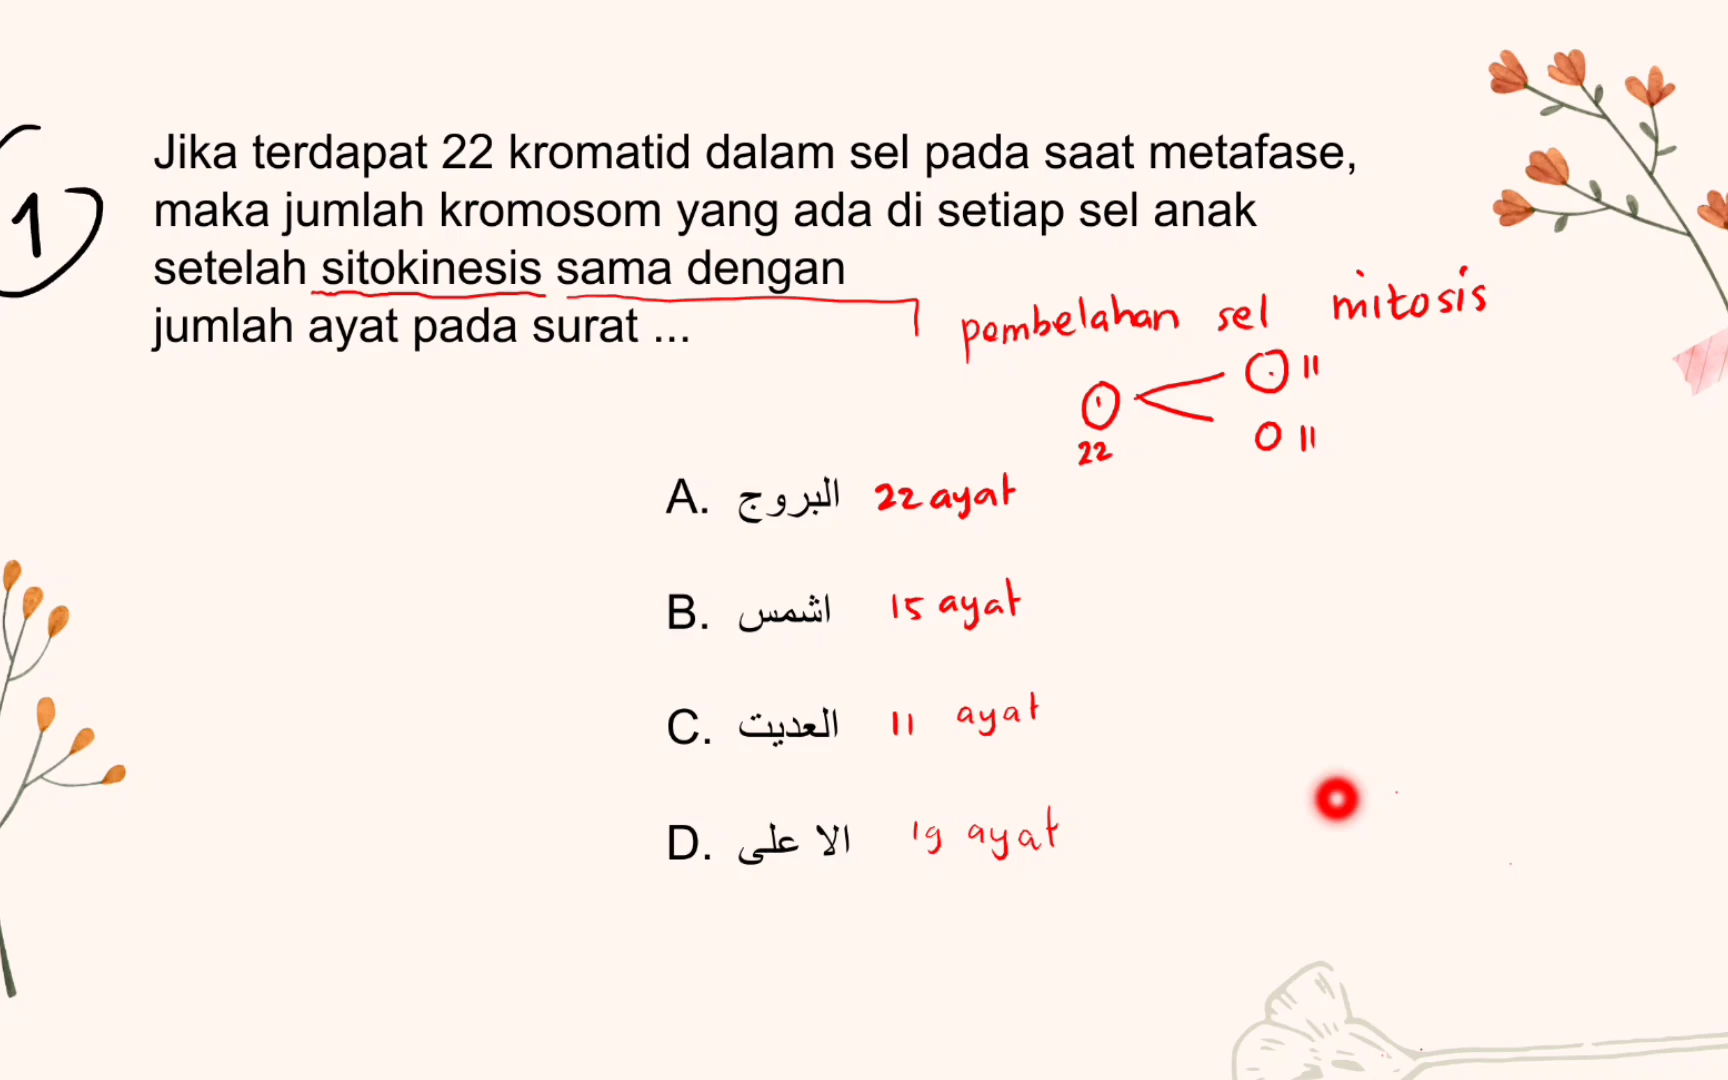 1
Jika terdapat 22 kromatid dalam sel pada saat metafase,
maka jumlah kromosom yang ada di setiap sel anak
setelah sitokinesis sama dengan
jumlah ayat pada surat ...
pembelahan sel mitosis
11
22
11
A. البروج 22 ayat
B. اشمس 15 ayat
C. العديت 11 ayat
D. الا على 19 ayat